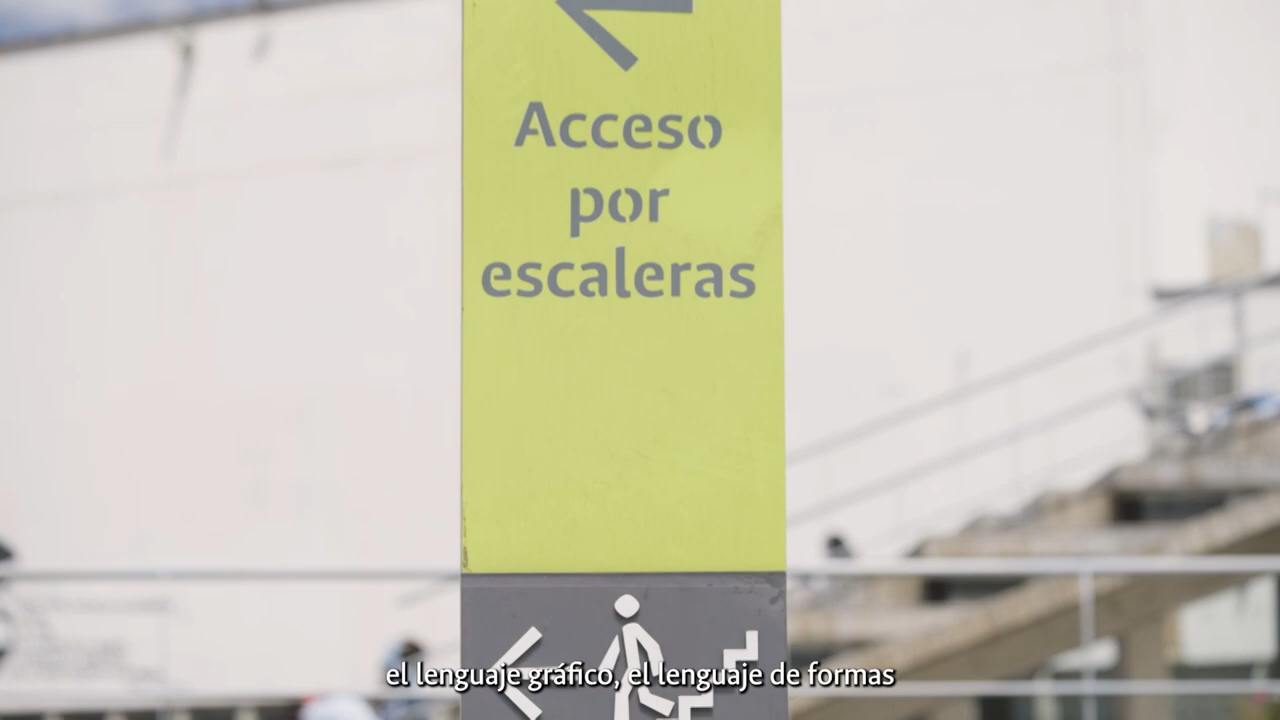 Acceso
por
escaleras
el lenguaje gráfico, el lenguaje de formas